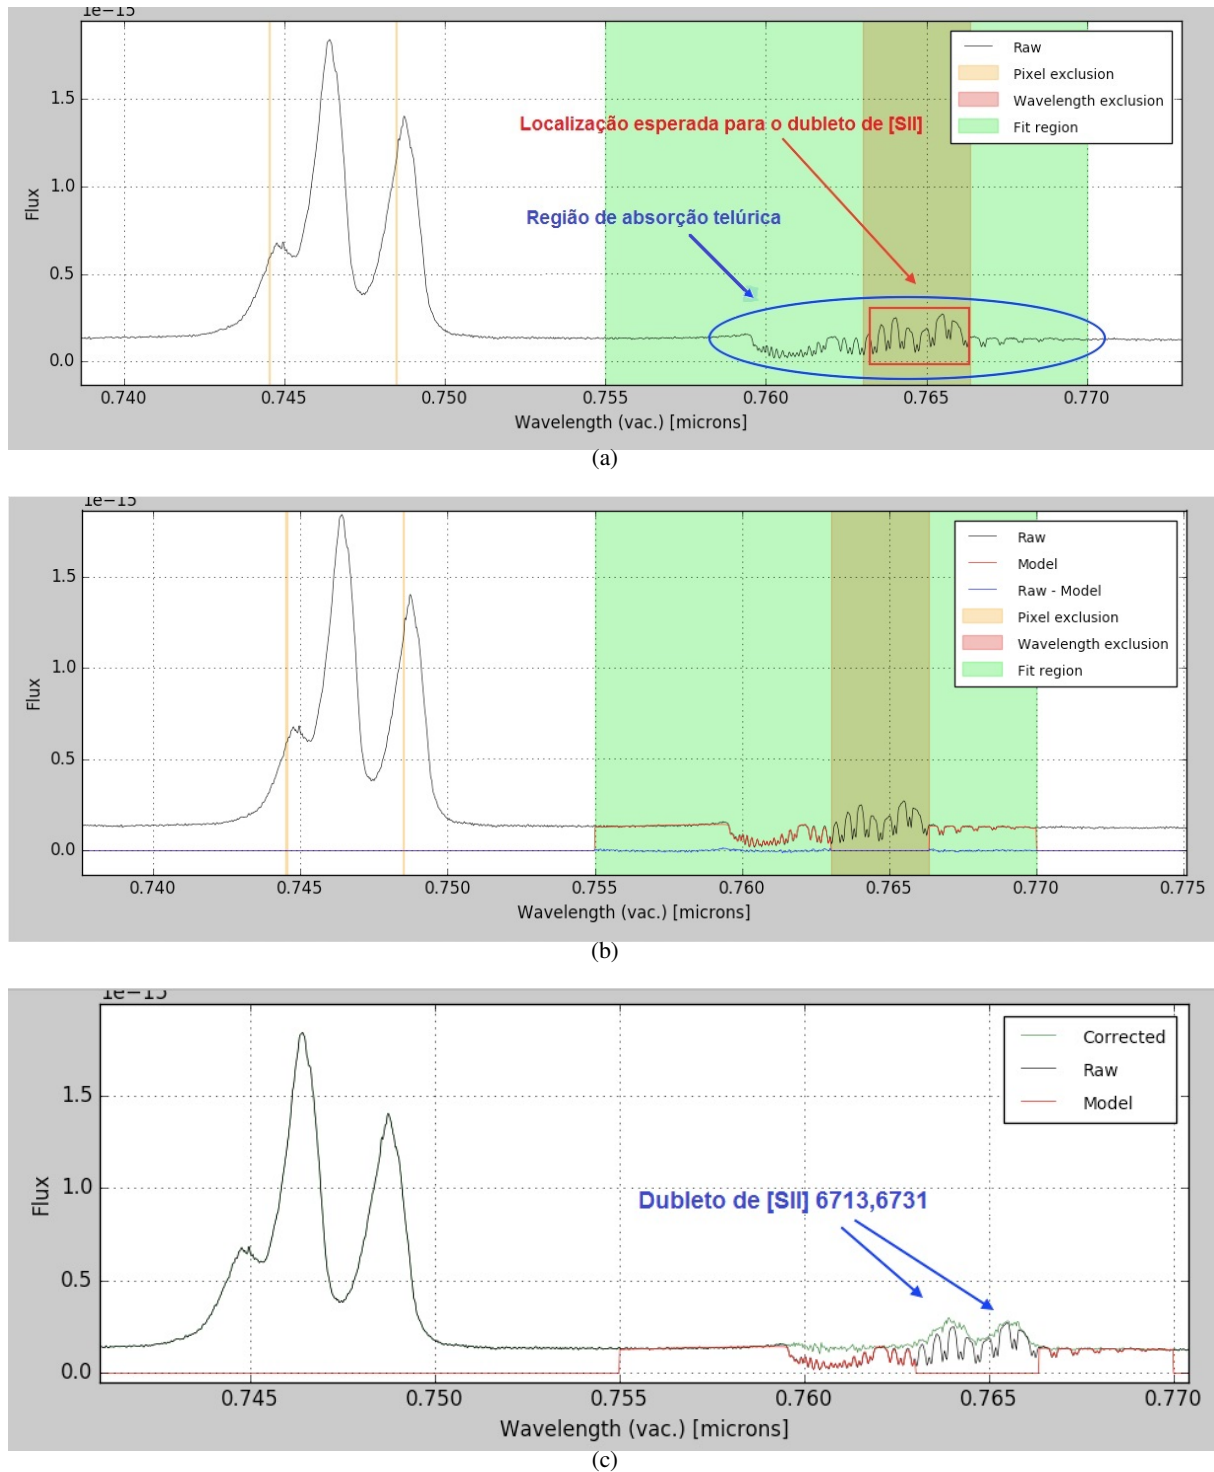 1e−15
1.5
1.0
0.5
0.0
Flux
Raw
Pixel exclusion
Wavelength exclusion
Fit region
Localização esperada para o dubleto de [SII]
Região de absorção telúrica
0.740 0.745 0.750 0.755 0.760 0.765 0.770
Wavelength (vac.) [microns]
(a)
1e−15
1.5
1.0
0.5
0.0
Flux
Raw
Model
Raw - Model
Pixel exclusion
Wavelength exclusion
Fit region
0.740 0.745 0.750 0.755 0.760 0.765 0.770 0.775
Wavelength (vac.) [microns]
(b)
1e−15
1.5
1.0
0.5
0.0
Flux
Corrected
Raw
Model
Dubleto de [SII] 6713,6731
0.745 0.750 0.755 0.760 0.765 0.770
Wavelength (vac.) [microns]
(c)